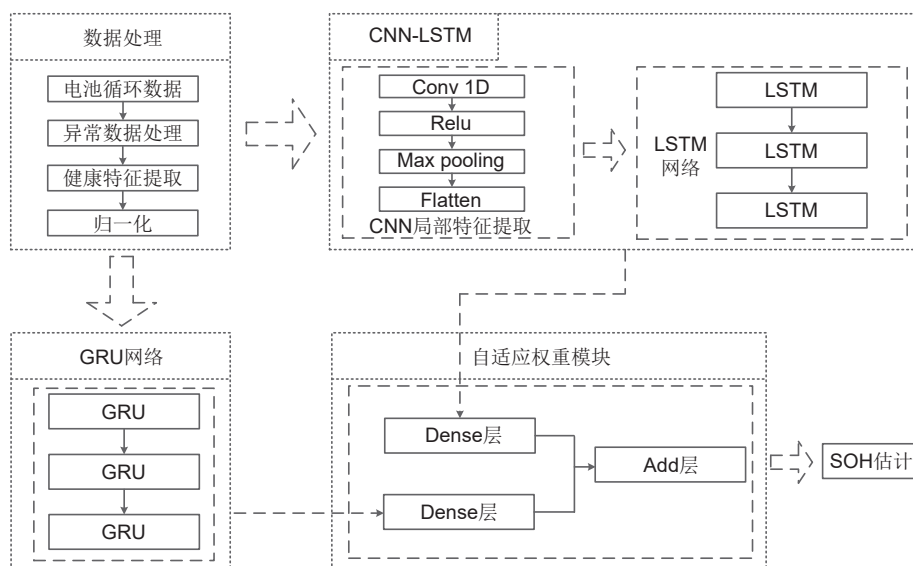 数据处理
电池循环数据
异常数据处理
健康特征提取
归一化
CNN-LSTM
Conv 1D
Relu
Max pooling
Flatten
CNN局部特征提取
LSTM
网络
LSTM
LSTM
LSTM
GRU网络
GRU
GRU
GRU
自适应权重模块
Dense层
Dense层
Add层
SOH估计